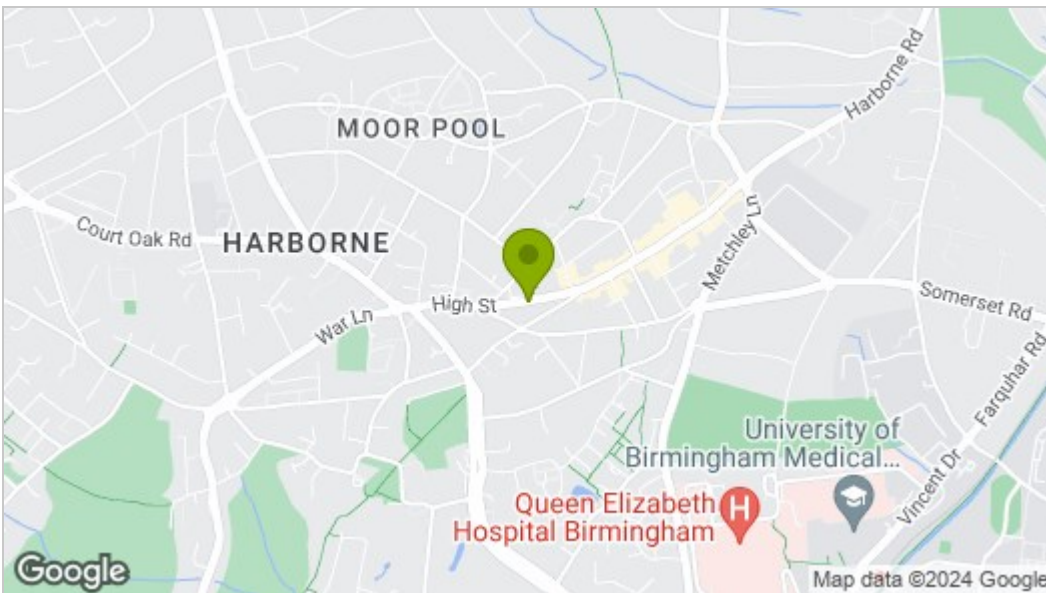 Harborne Rd
MOOR POOL
Metchley Ln
Court Oak Rd
HARBORNE
High St
War Ln
Somerset Rd
Farquhar Rd
University of
Birmingham Medical...
Vincent Dr
Queen Elizabeth
Hospital Birmingham
H
Google
Map data ©2024 Google